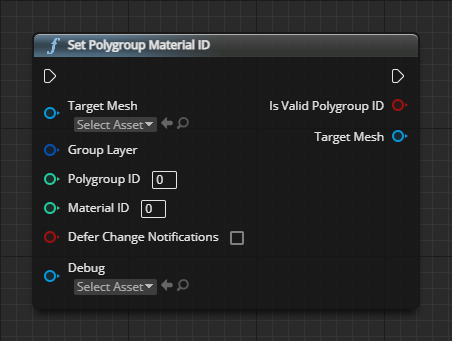 f Set Polygroup Material ID
Target Mesh
Select Asset
Is Valid Polygroup ID
Target Mesh
Group Layer
Polygroup ID 0
Material ID 0
Defer Change Notifications
Debug
Select Asset